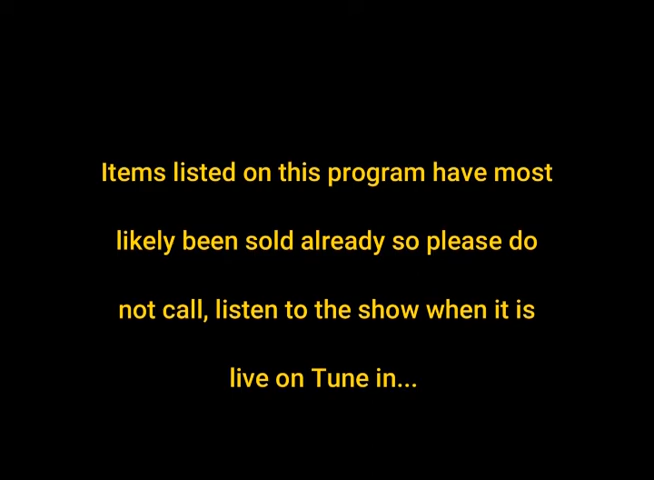 Items listed on this program have most
likely been sold already so please do
not call, listen to the show when it is
live on Tune in...